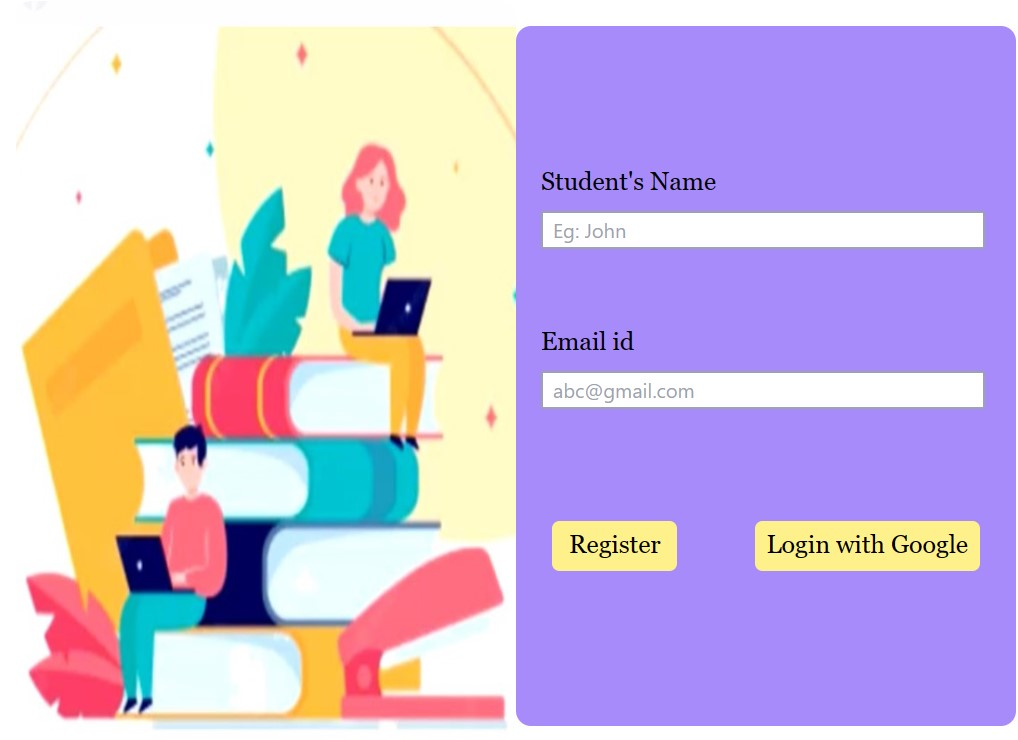 Student's Name
Eg: John
Email id
abc@gmail.com
Register
Login with Google